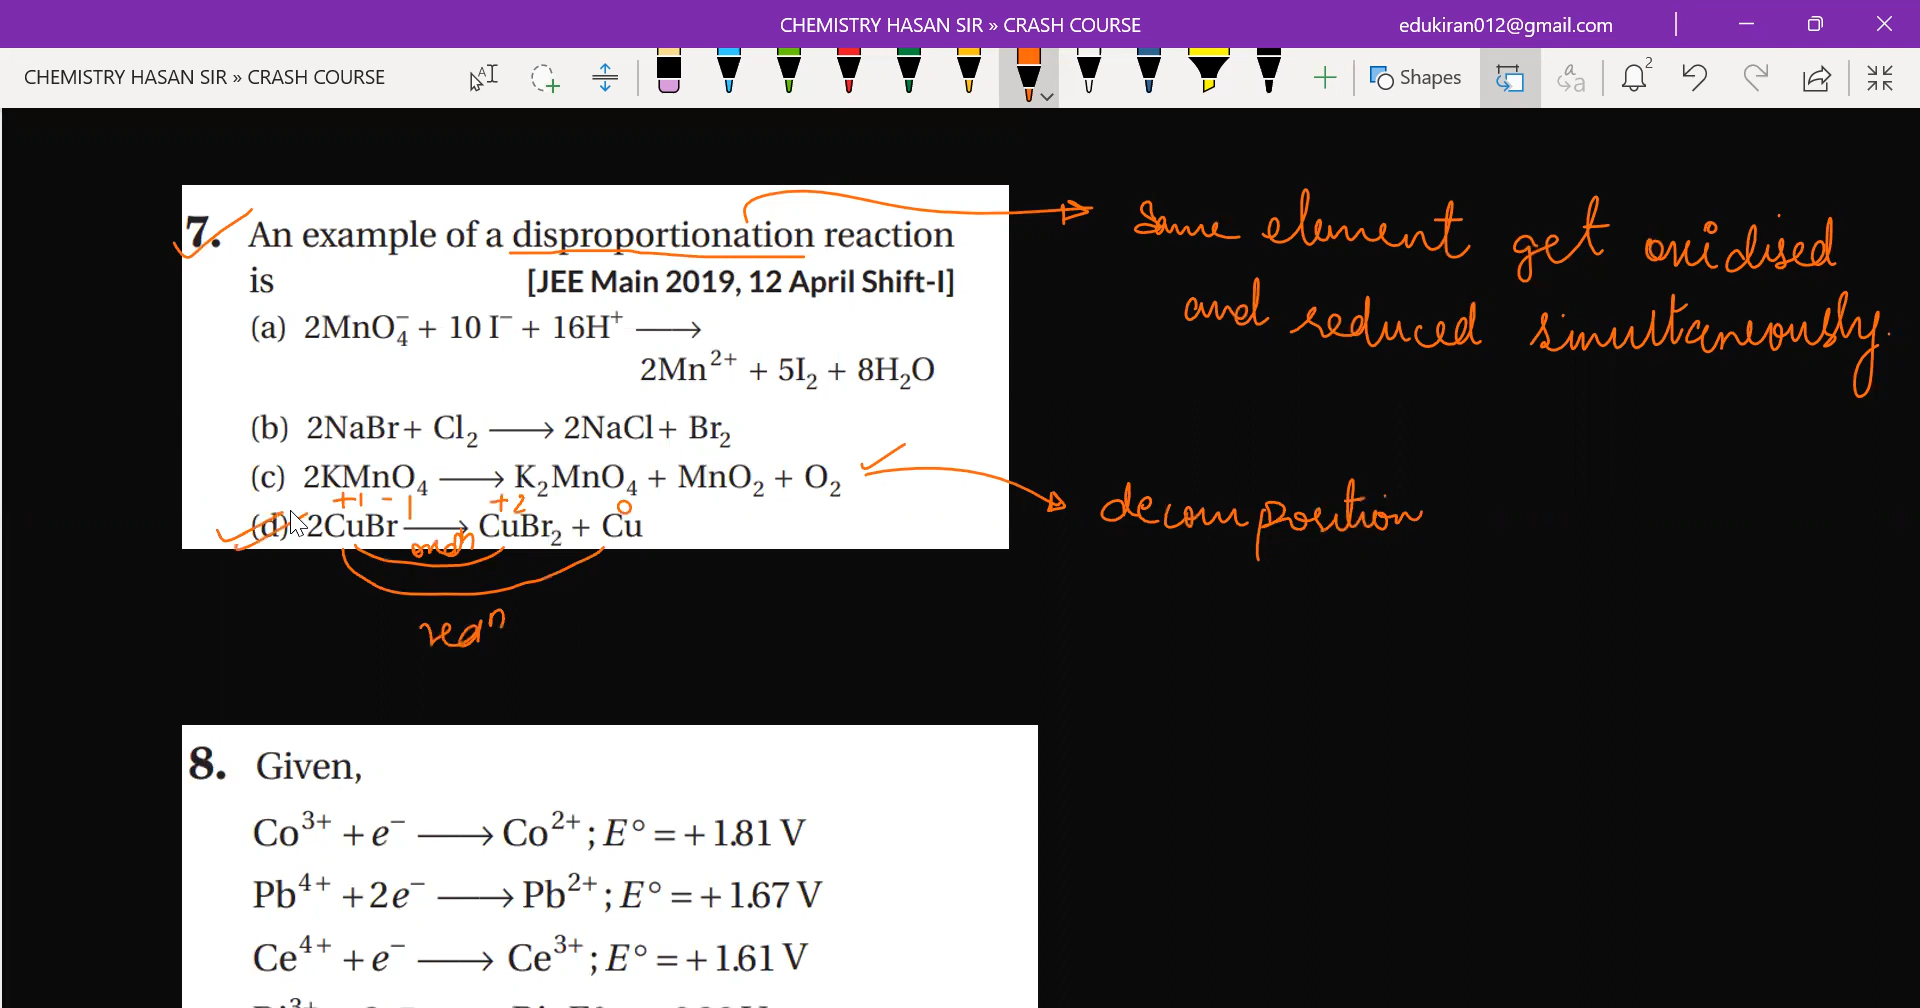 CHEMISTRY HASAN SIR » CRASH COURSE
edukiran012@gmail.com
CHEMISTRY HASAN SIR » CRASH COURSE
Shapes
2
7. An example of a disproportionation reaction
is [JEE Main 2019, 12 April Shift-I]
(a) 2MnO₄⁻ + 10 I⁻ + 16H⁺ ⟶
2Mn²⁺ + 5I₂ + 8H₂O
(b) 2NaBr + Cl₂ ⟶ 2NaCl + Br₂
(c) 2KMnO₄ ⟶ K₂MnO₄ + MnO₂ + O₂
+1 -1 +2 0
(d) 2CuBr ⟶ CuBr₂ + Cu
redn
Same element get oxidised
and reduced simultaneously.
decomposition
8. Given,
Co³⁺ + e⁻ ⟶ Co²⁺ ; E° = + 1.81 V
Pb⁴⁺ + 2e⁻ ⟶ Pb²⁺ ; E° = + 1.67 V
Ce⁴⁺ + e⁻ ⟶ Ce³⁺ ; E° = + 1.61 V